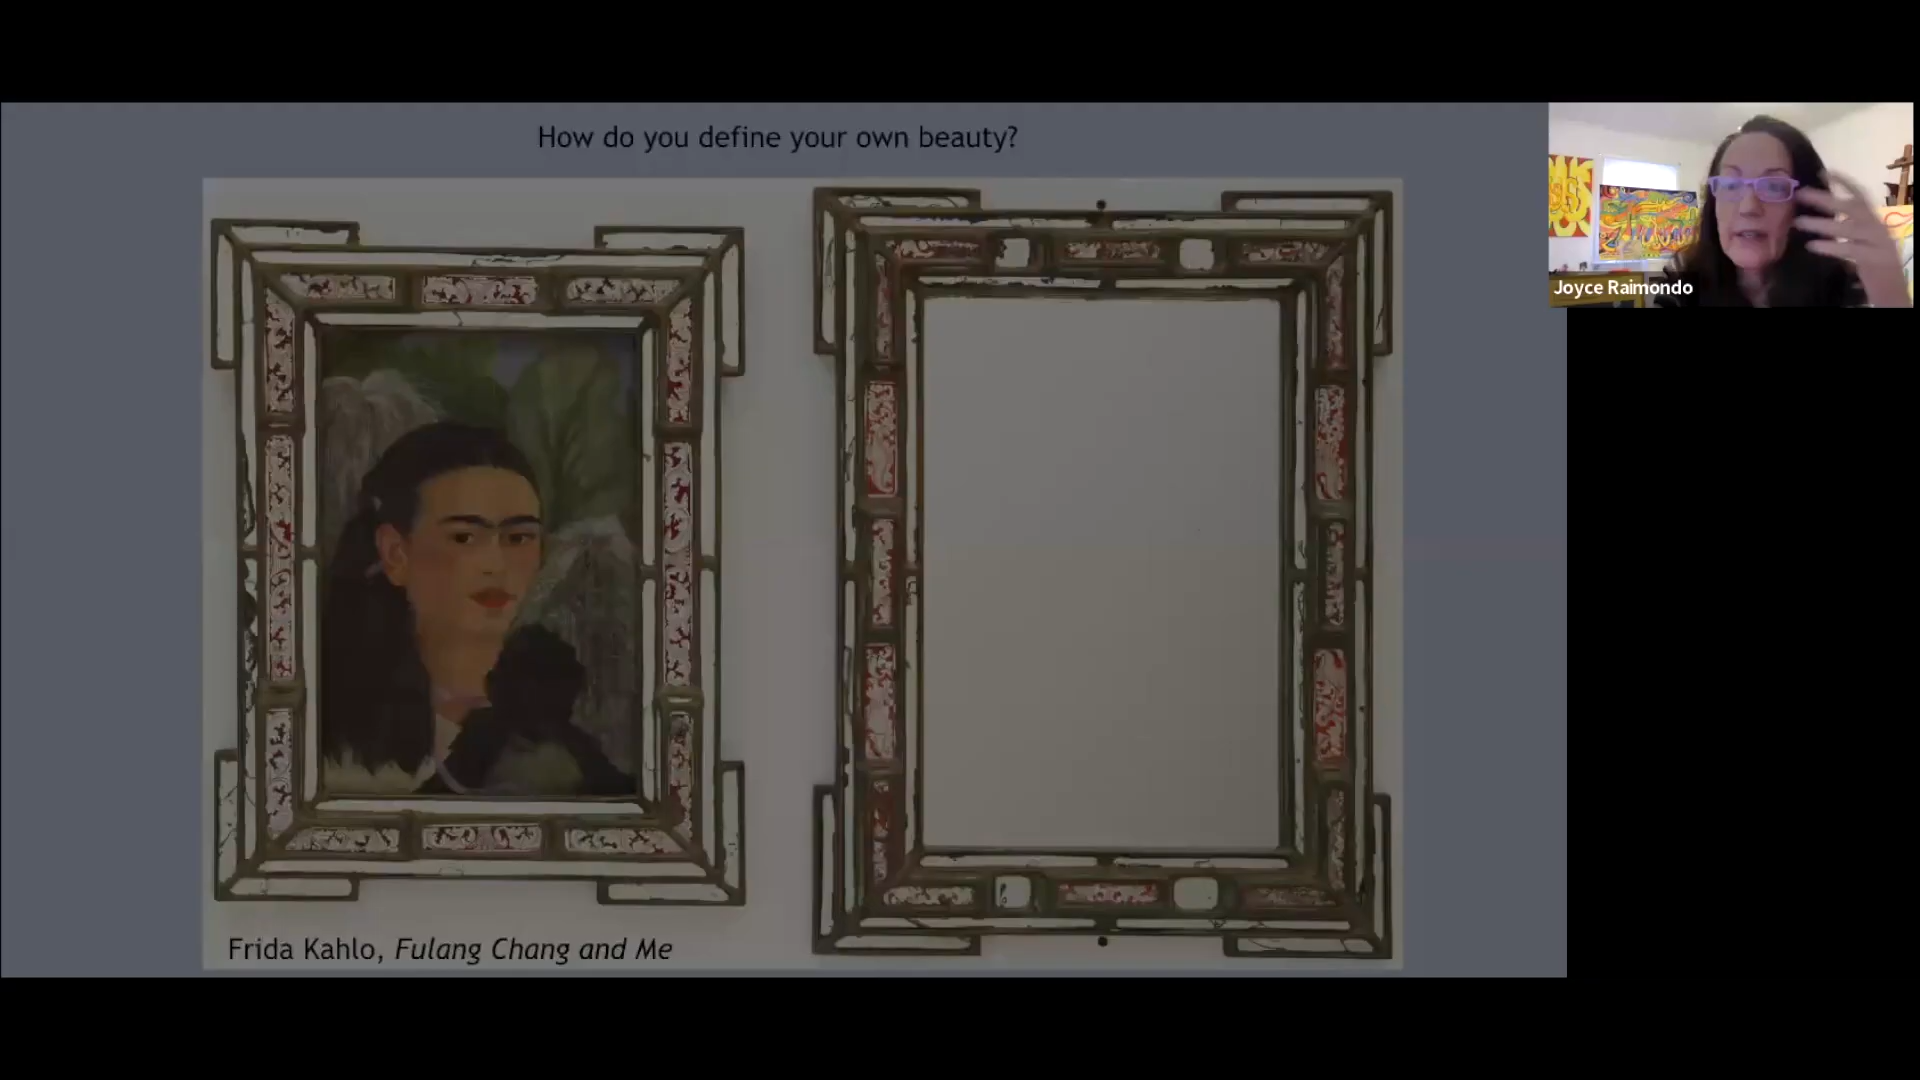 How do you define your own beauty?
Joyce Raimondo
Frida Kahlo, Fulang Chang and Me